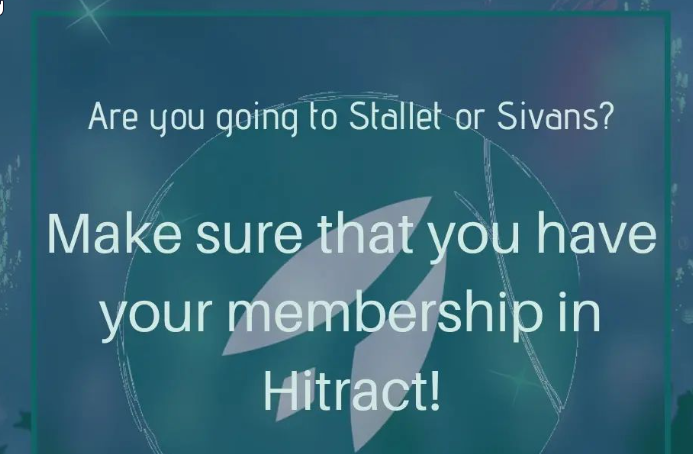 Are you going to Stallet or Sivans?
Make sure that you have
your membership in
Hitract!